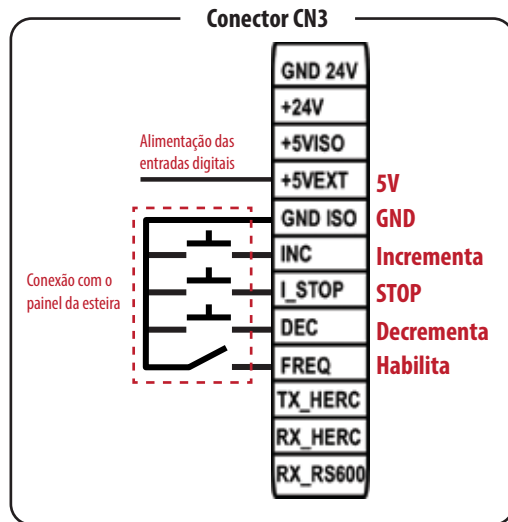 Conector CN3
GND 24V
+24V
Alimentação das
entradas digitais
+5VISO
+5VEXT 5V
GND ISO GND
INC Incrementa
Conexão com o
painel da esteira
I_STOP STOP
DEC Decrementa
FREQ Habilita
TX_HERC
RX_HERC
RX_RS600